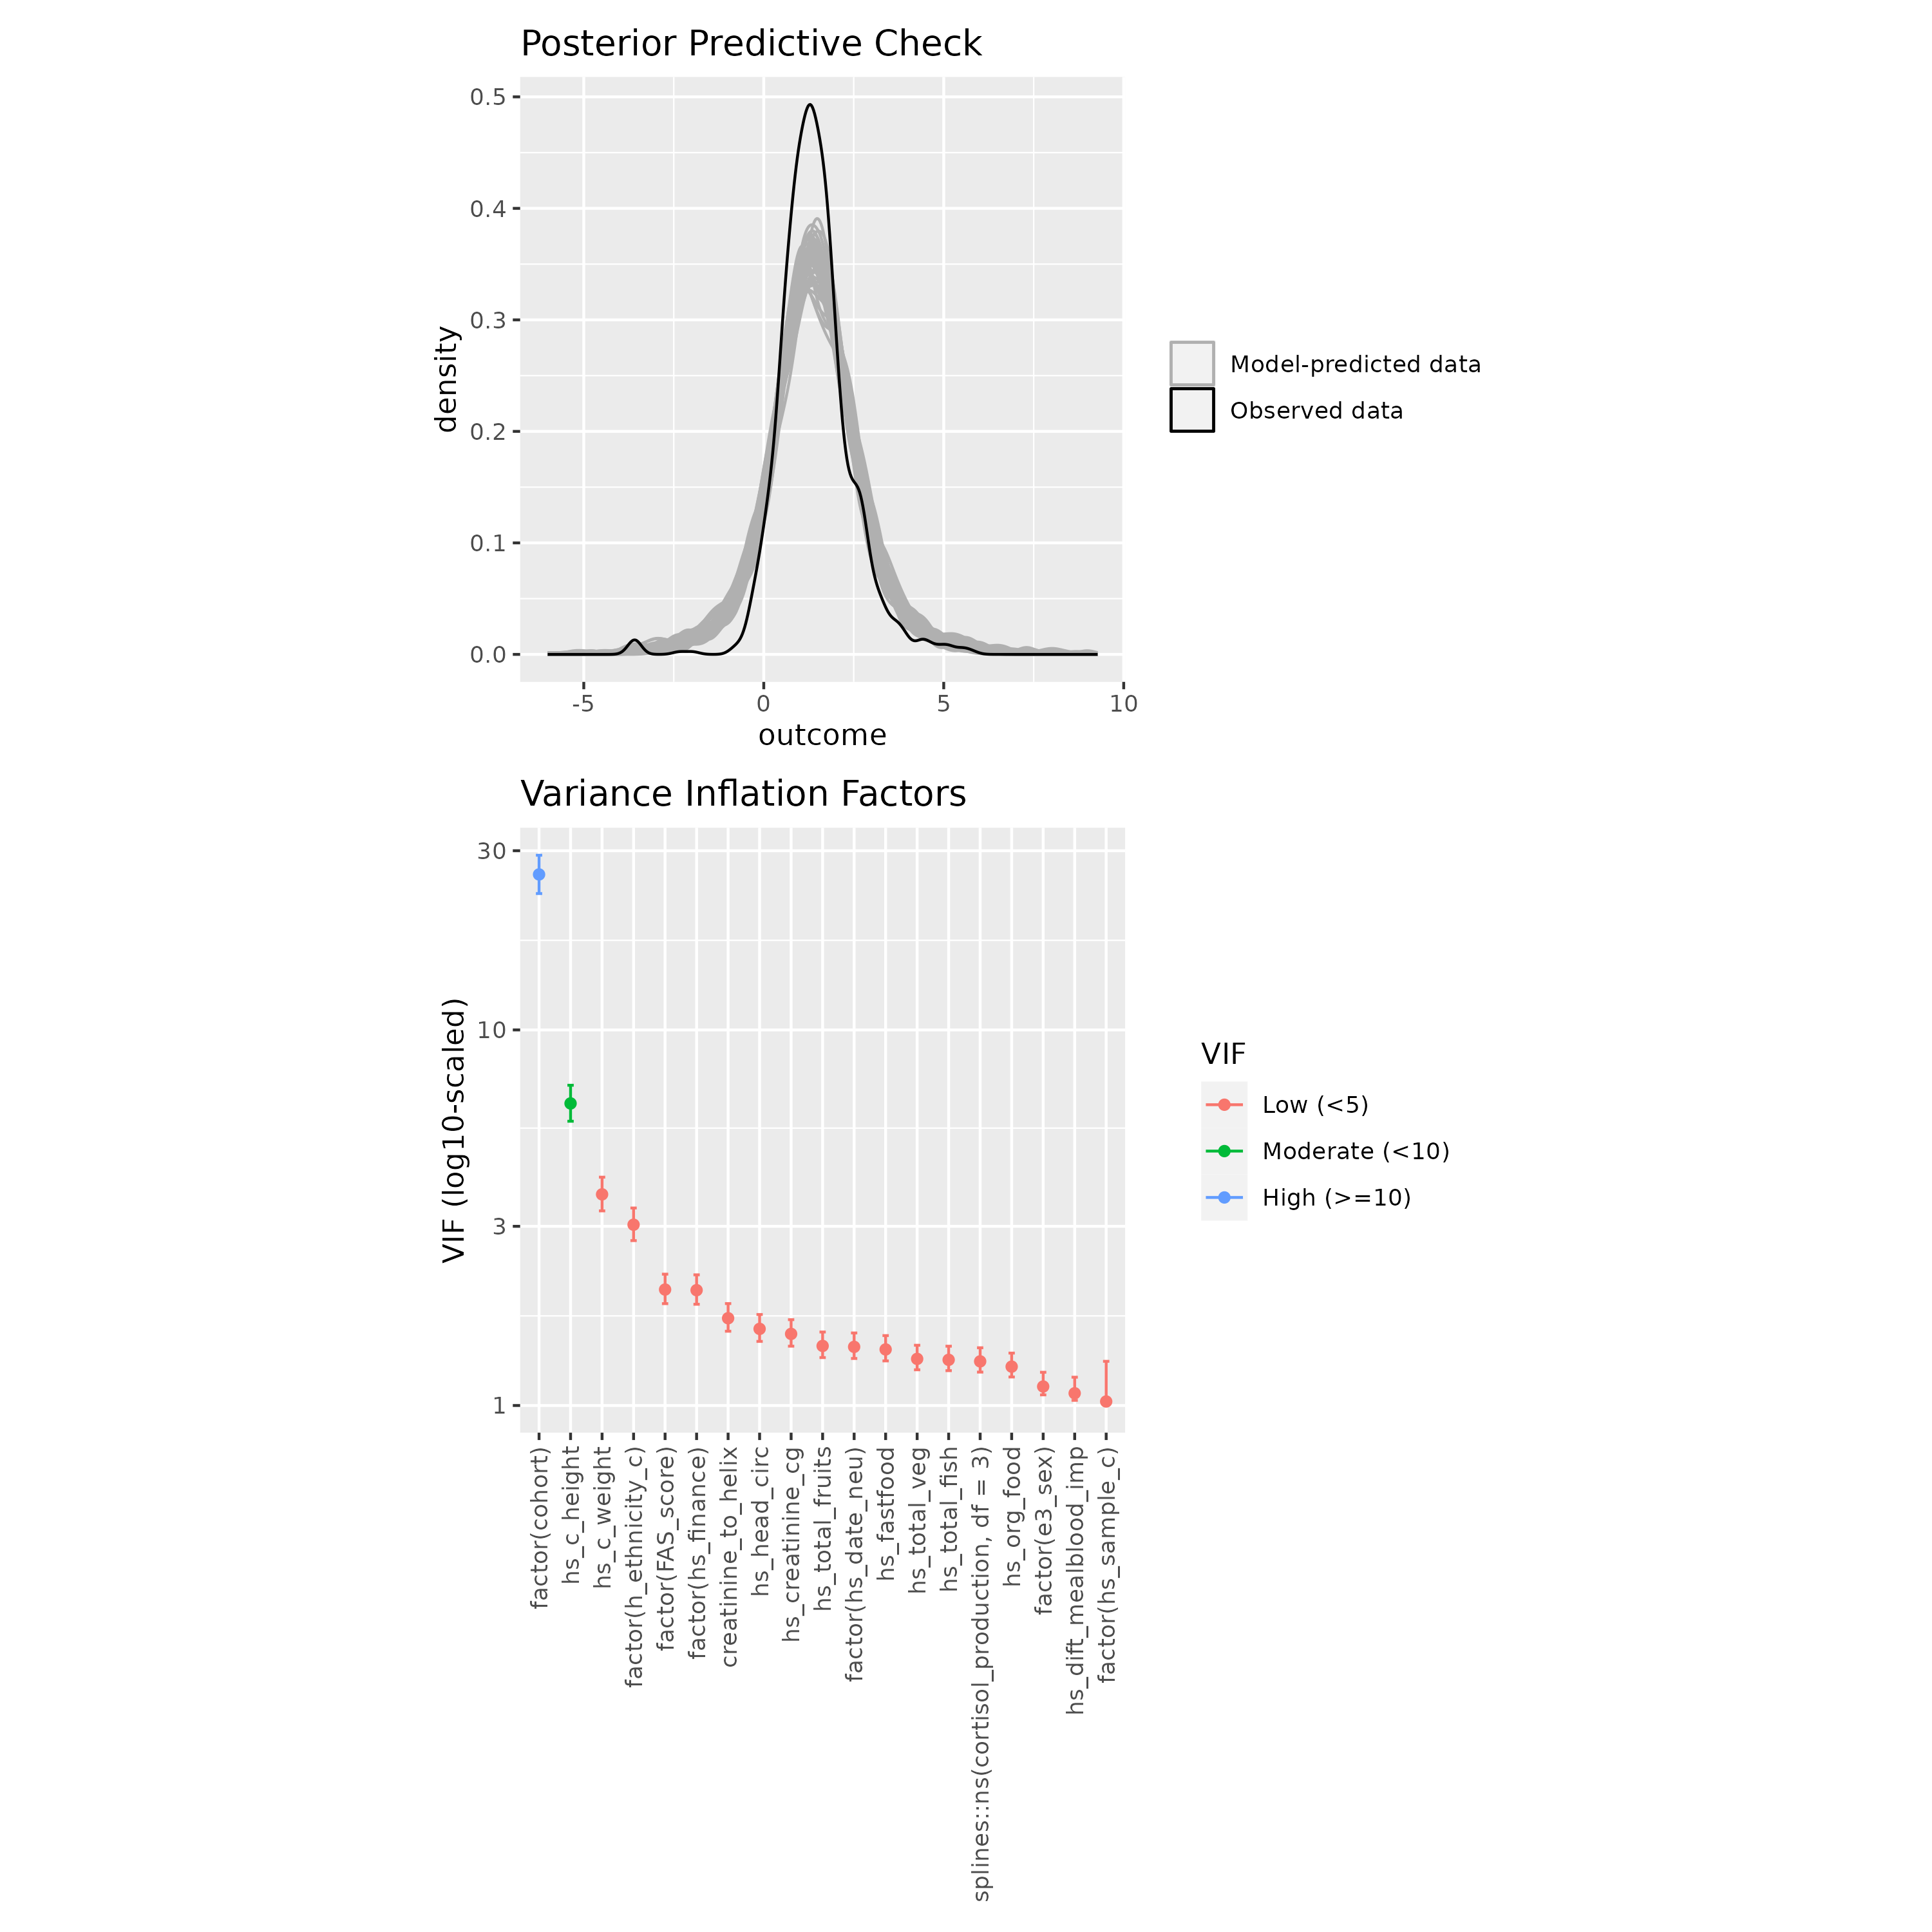 Posterior Predictive Check
0.5
0.4
0.3
0.2
0.1
0.0
density
-5 0 5 10
outcome
Model-predicted data
Observed data
Variance Inflation Factors
30
10
3
1
VIF (log10-scaled)
factor(cohort)
hs_c_height
hs_c_weight
factor(h_ethnicity_c)
factor(FAS_score)
factor(hs_finance)
creatinine_to_helix
hs_head_circ
hs_creatinine_cg
hs_total_fruits
factor(hs_date_neu)
hs_fastfood
hs_total_veg
hs_total_fish
splines::ns(cortisol_production, df = 3)
hs_org_food
factor(e3_sex)
hs_dift_mealblood_imp
factor(hs_sample_c)
VIF
Low (<5)
Moderate (<10)
High (>=10)